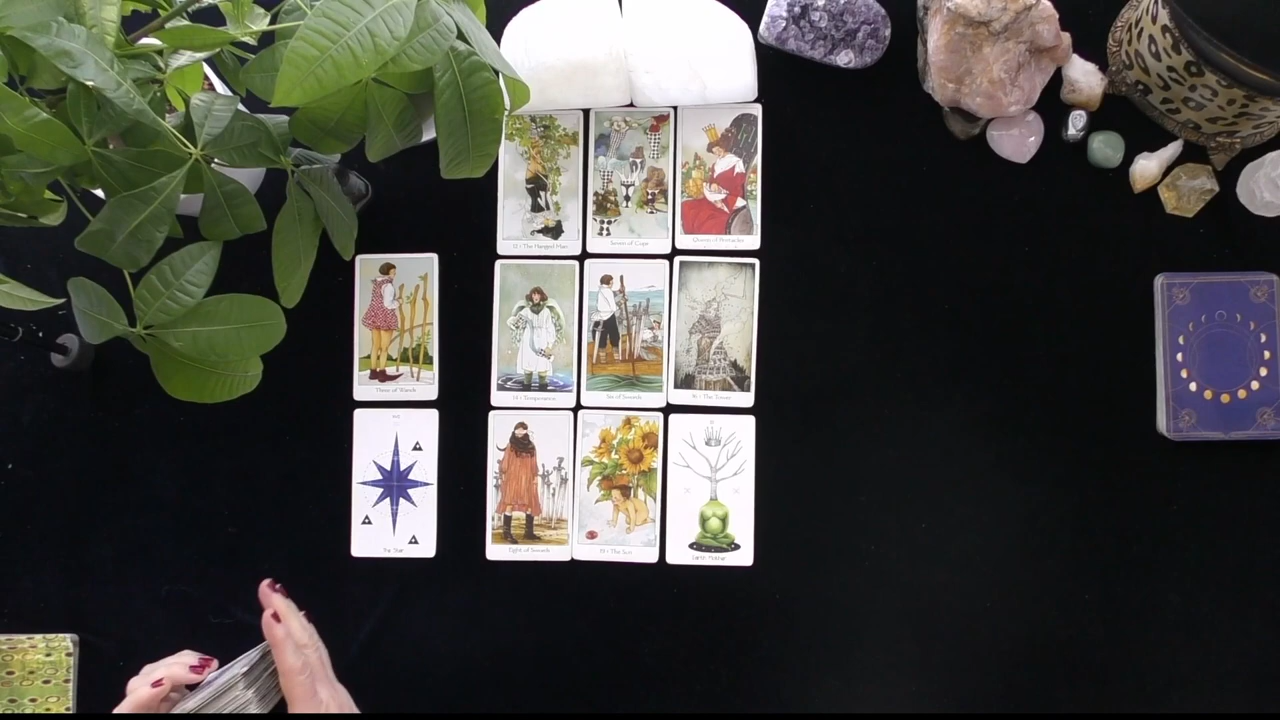 12 • The Hanged Man
Seven of Cups
Queen of Pentacles
Three of Wands
14 • Temperance
Six of Swords
16 • The Tower
The Star
Eight of Swords
19 • The Sun
Earth Mother